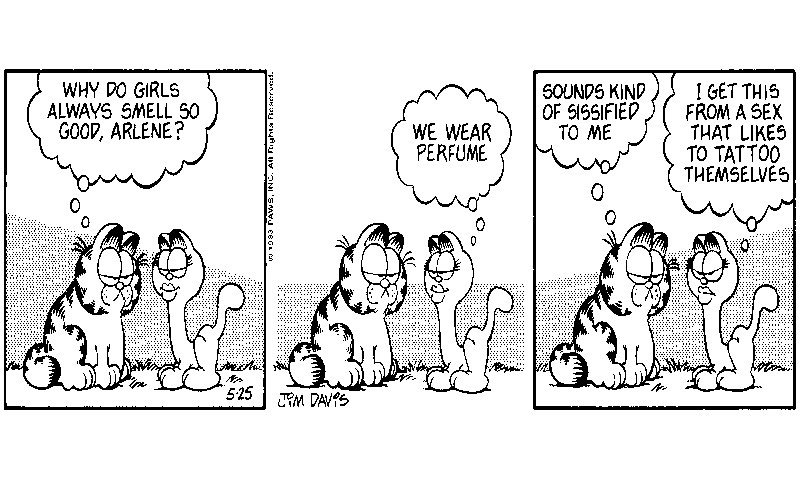 WHY DO GIRLS
ALWAYS SMELL SO
GOOD, ARLENE?
5-25
© 1983 PAWS, INC. All Rights Reserved.
WE WEAR
PERFUME
JIM DAVIS
SOUNDS KIND
OF SISSIFIED
TO ME
I GET THIS
FROM A SEX
THAT LIKES
TO TATTOO
THEMSELVES